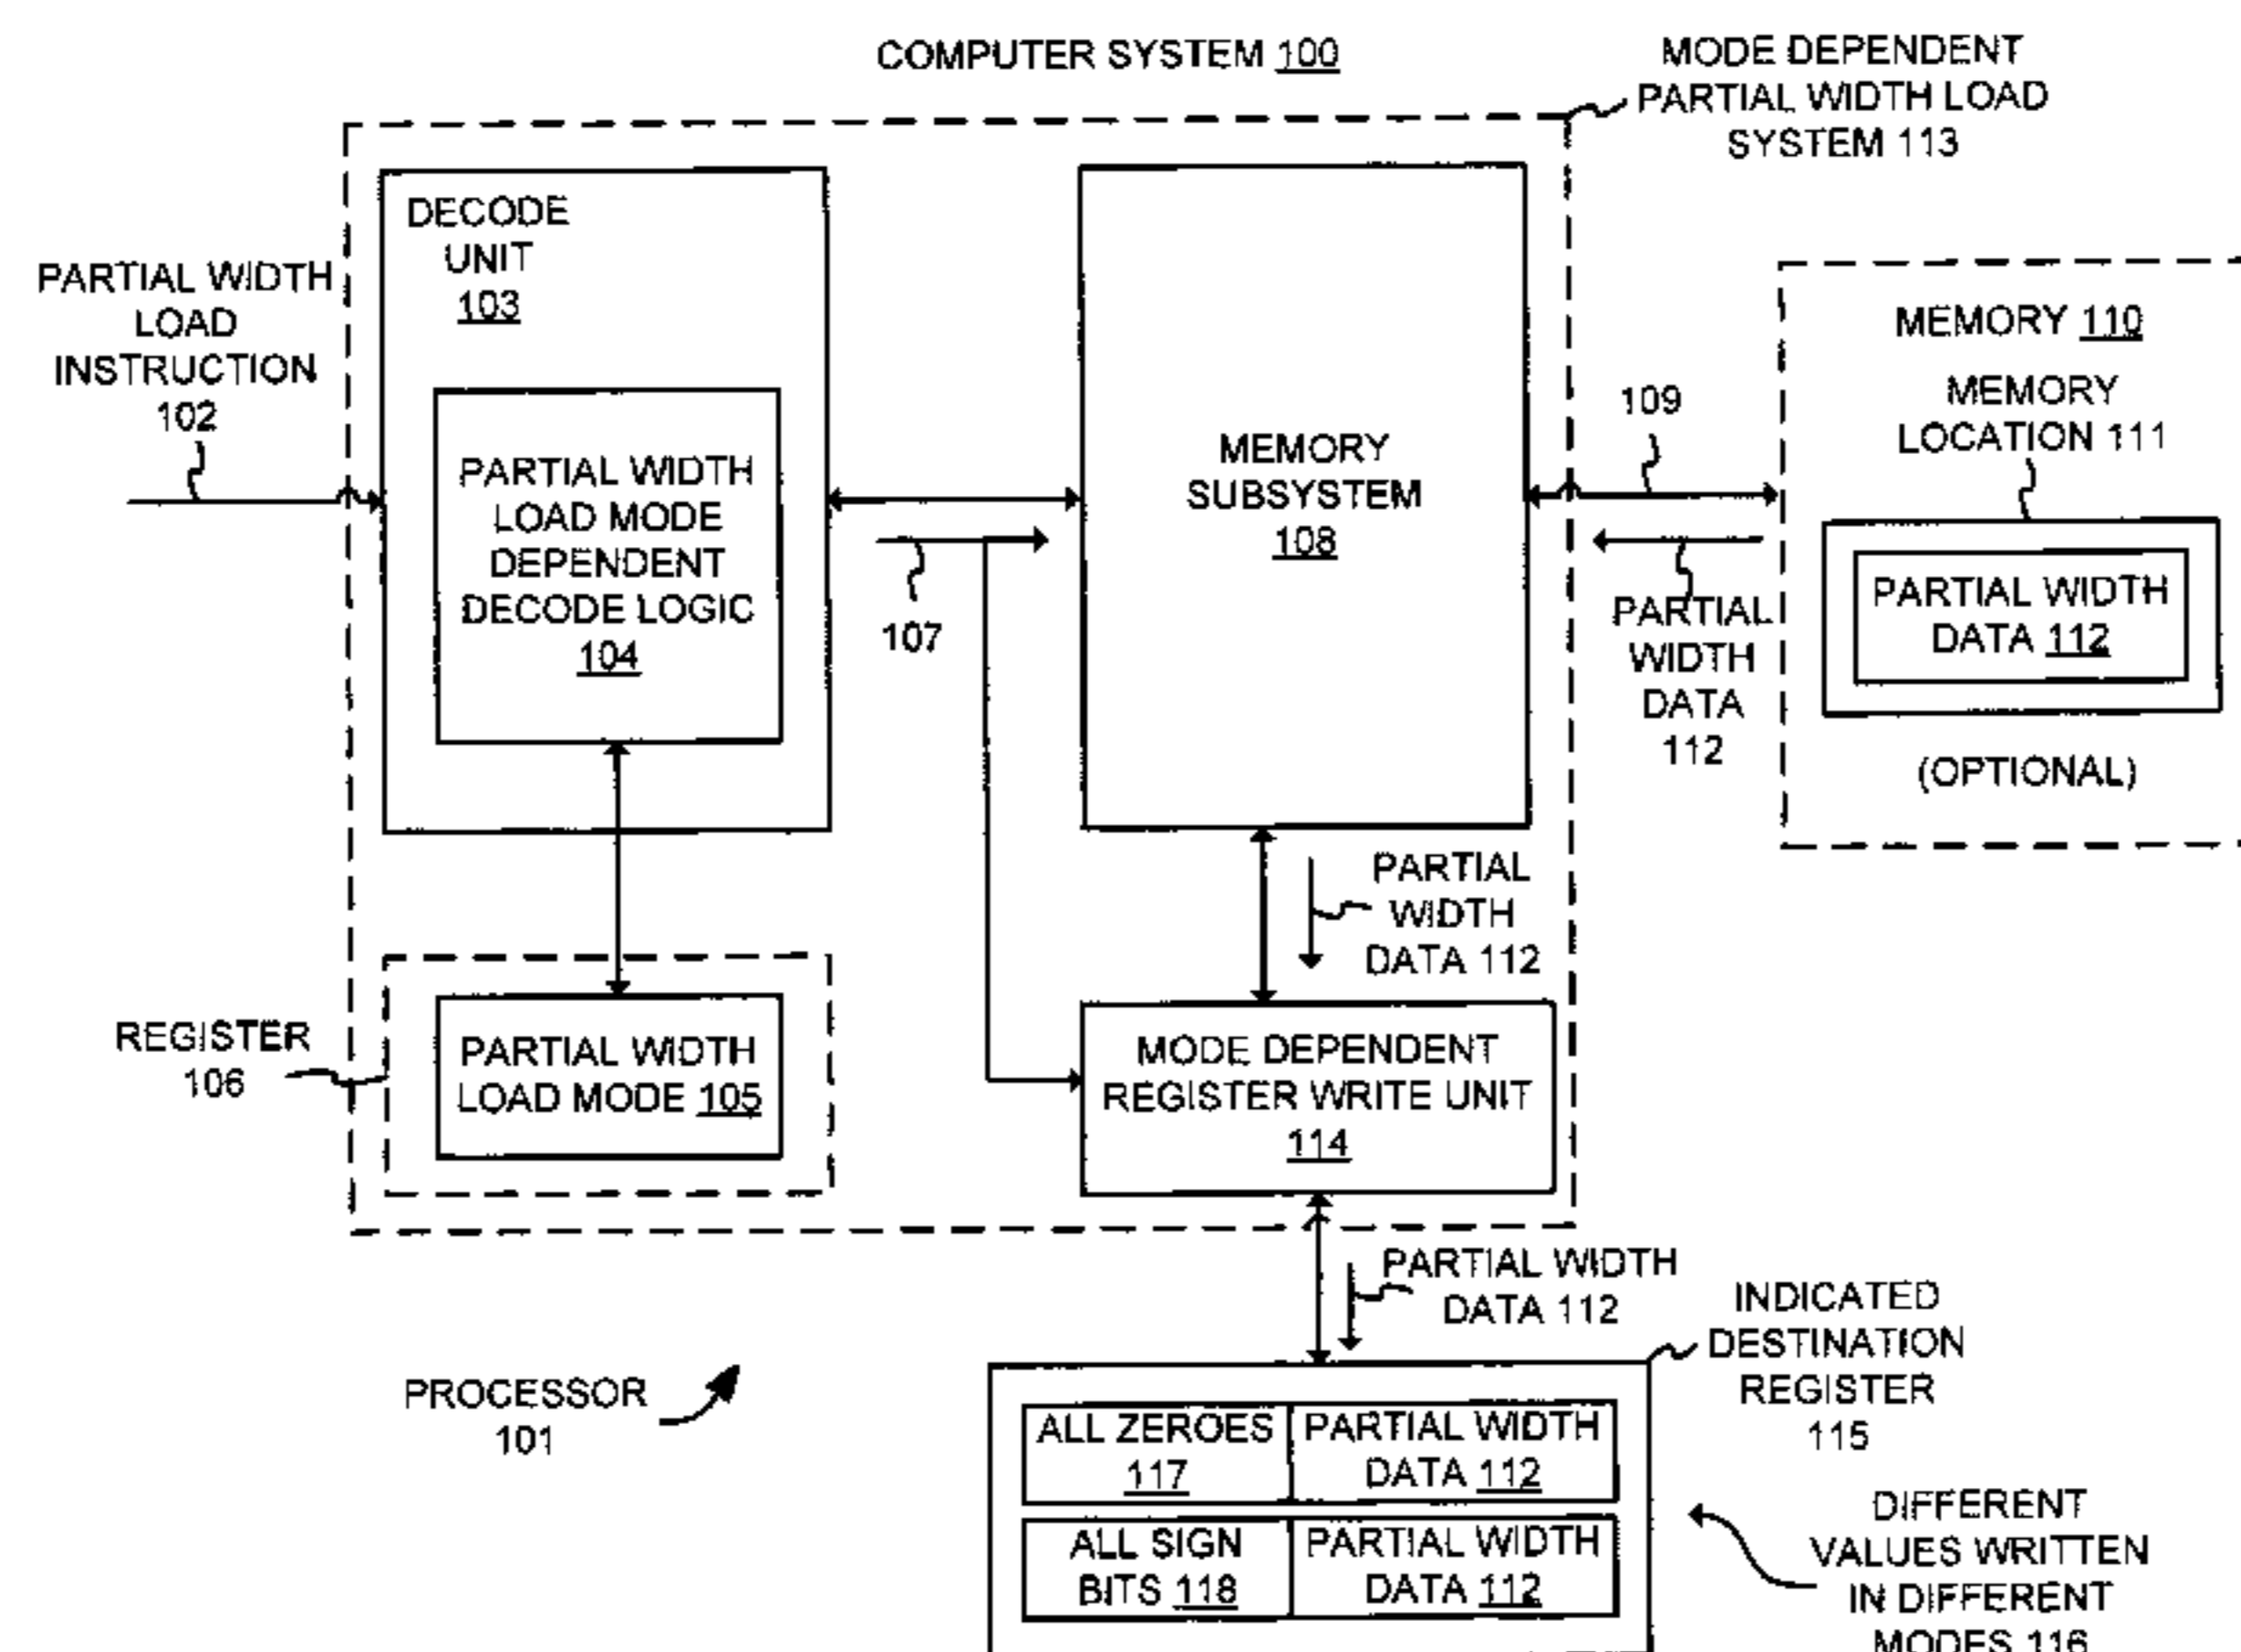 COMPUTER SYSTEM 100
MODE DEPENDENT
PARTIAL WIDTH LOAD
SYSTEM 113
DECODE
UNIT
103
PARTIAL WIDTH
LOAD
INSTRUCTION
102
PARTIAL WIDTH
LOAD MODE
DEPENDENT
DECODE LOGIC
104
107
MEMORY
SUBSYSTEM
108
109
PARTIAL
WIDTH
DATA
112
MEMORY 110
MEMORY
LOCATION 111
PARTIAL WIDTH
DATA 112
(OPTIONAL)
PARTIAL
WIDTH
DATA 112
REGISTER
106
PARTIAL WIDTH
LOAD MODE 105
MODE DEPENDENT
REGISTER WRITE UNIT
114
PARTIAL WIDTH
DATA 112
INDICATED
DESTINATION
REGISTER
115
PROCESSOR
101
ALL ZEROES
117
PARTIAL WIDTH
DATA 112
ALL SIGN
BITS 118
PARTIAL WIDTH
DATA 112
DIFFERENT
VALUES WRITTEN
IN DIFFERENT
MODES 116